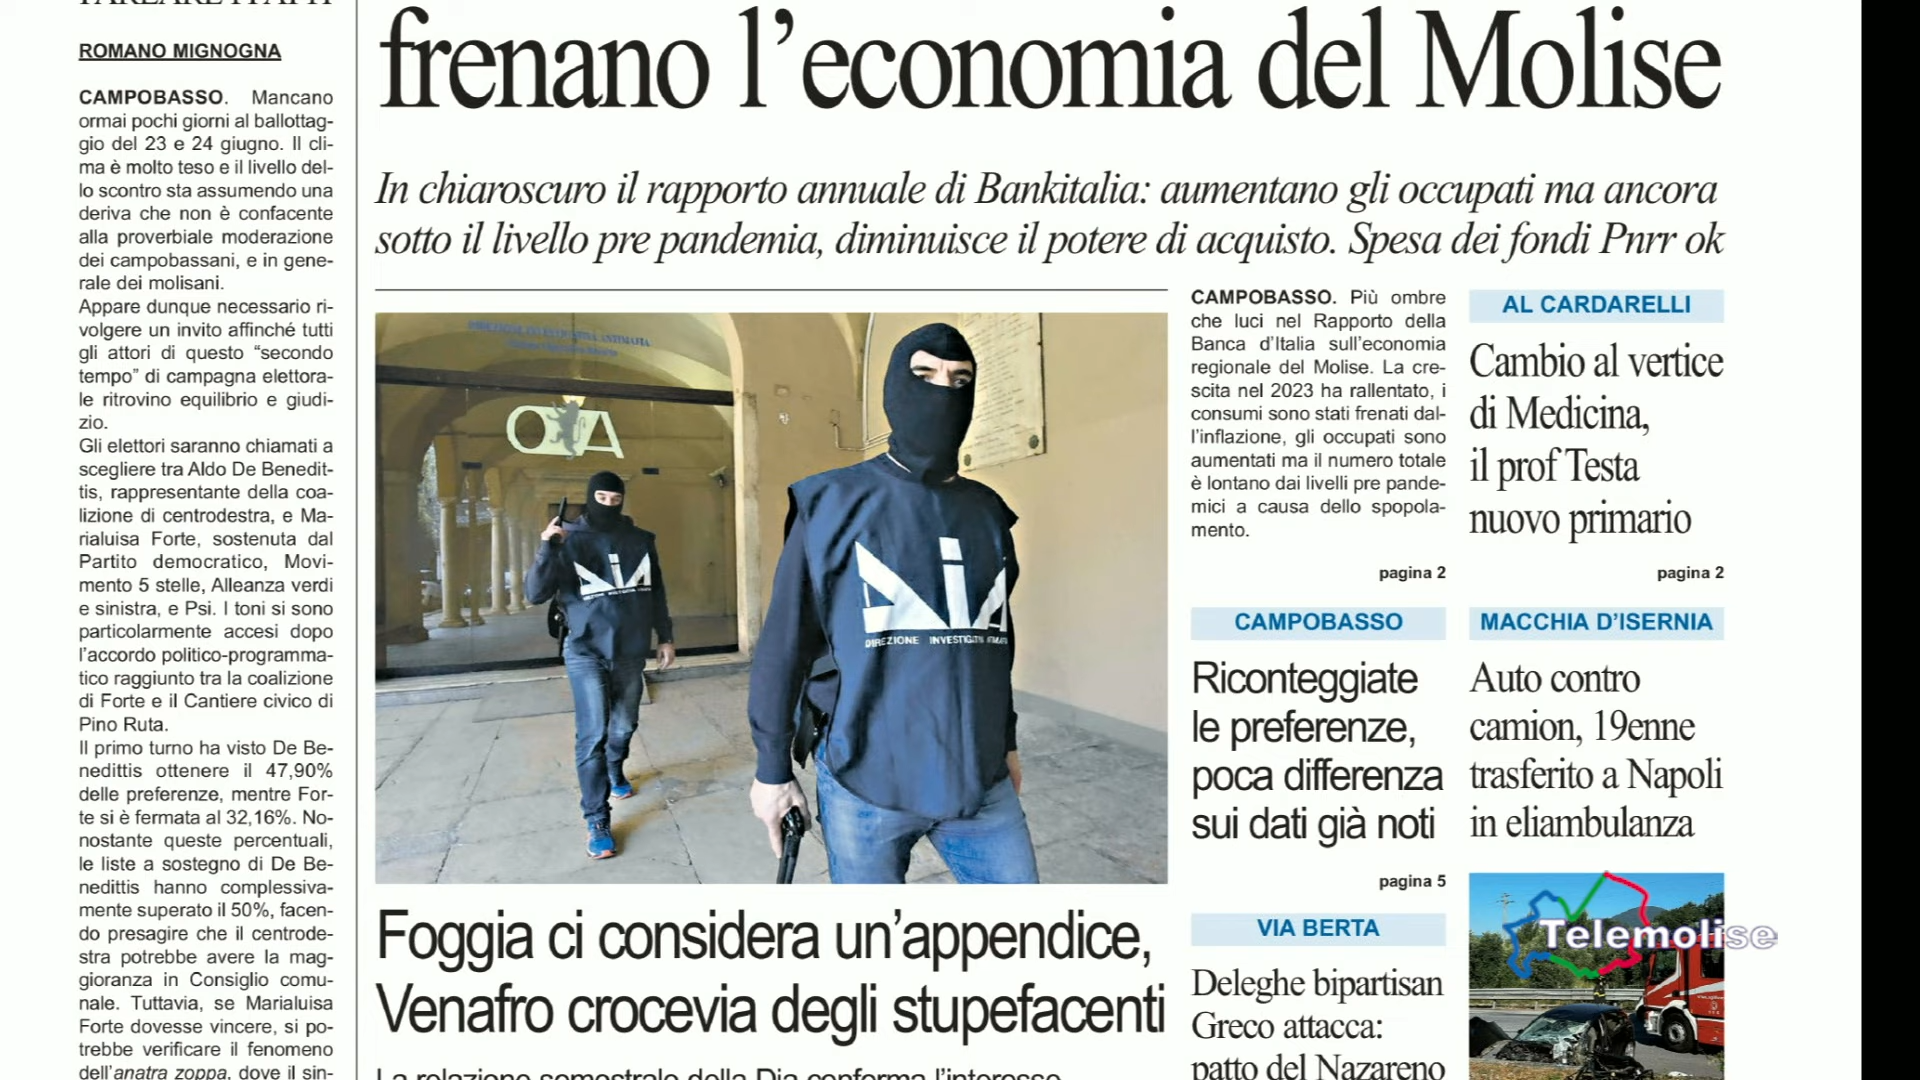 ROMANO MIGNOGNA
CAMPOBASSO. Mancano
ormai pochi giorni al ballottag-
gio del 23 e 24 giugno. Il cli-
ma è molto teso e il livello del-
lo scontro sta assumendo una
deriva che non è confacente
alla proverbiale moderazione
dei campobassani, e in gene-
rale dei molisani.
Appare dunque necessario ri-
volgere un invito affinché tutti
gli attori di questo “secondo
tempo” di campagna elettora-
le ritrovino equilibrio e giudi-
zio.
Gli elettori saranno chiamati a
scegliere tra Aldo De Benedit-
tis, rappresentante della coa-
lizione di centrodestra, e Ma-
rialuisa Forte, sostenuta dal
Partito democratico, Movi-
mento 5 stelle, Alleanza verdi
e sinistra, e Psi. I toni si sono
particolarmente accesi dopo
l’accordo politico-programma-
tico raggiunto tra la coalizione
di Forte e il Cantiere civico di
Pino Ruta.
Il primo turno ha visto De Be-
nedittis ottenere il 47,90%
delle preferenze, mentre For-
te si è fermata al 32,16%. No-
nostante queste percentuali,
le liste a sostegno di De Be-
nedittis hanno complessiva-
mente superato il 50%, facen-
do presagire che il centrode-
stra potrebbe avere la mag-
gioranza in Consiglio comu-
nale. Tuttavia, se Marialuisa
Forte dovesse vincere, si po-
trebbe verificare il fenomeno
dell’anatra zoppa, dove il sin-
frenano l’economia del Molise
In chiaroscuro il rapporto annuale di Bankitalia: aumentano gli occupati ma ancora
sotto il livello pre pandemia, diminuisce il potere di acquisto. Spesa dei fondi Pnrr ok
DIREZIONE INVESTIGATIVA ANTIMAFIA
DIA
DIREZIONE INVESTIGATIVA ANTIMAFIA
Foggia ci considera un’appendice,
Venafro crocevia degli stupefacenti
La relazione semestrale della Dia conferma l’interesse
CAMPOBASSO. Più ombre
che luci nel Rapporto della
Banca d’Italia sull’economia
regionale del Molise. La cre-
scita nel 2023 ha rallentato, i
consumi sono stati frenati dal-
l’inflazione, gli occupati sono
aumentati ma il numero totale
è lontano dai livelli pre pande-
mici a causa dello spopola-
mento.
pagina 2
CAMPOBASSO
Riconteggiate
le preferenze,
poca differenza
sui dati già noti
pagina 5
VIA BERTA
Deleghe bipartisan
Greco attacca:
patto del Nazareno
AL CARDARELLI
Cambio al vertice
di Medicina,
il prof Testa
nuovo primario
pagina 2
MACCHIA D’ISERNIA
Auto contro
camion, 19enne
trasferito a Napoli
in eliambulanza
Telemolise